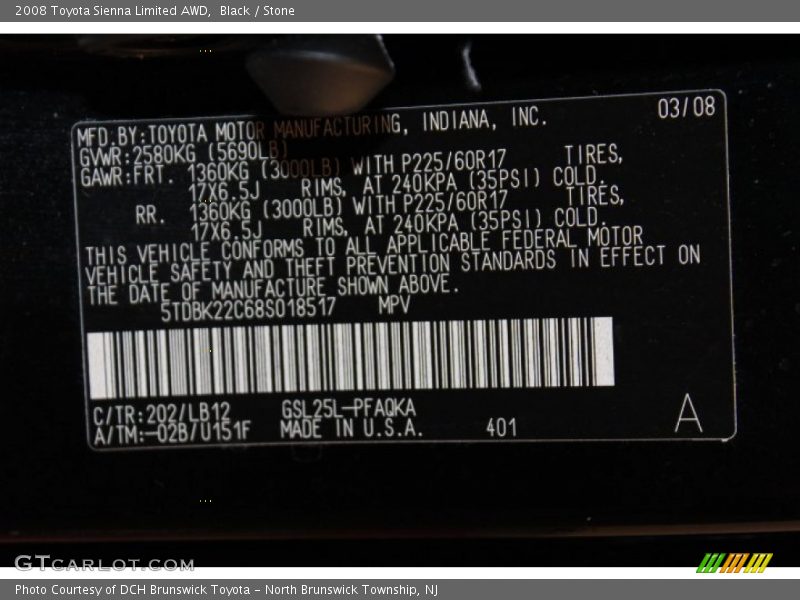 2008 Toyota Sienna Limited AWD,  Black / Stone
03/08
MFD.BY:TOYOTA MOTOR MANUFACTURING, INDIANA, INC.
GVWR:2580KG (5690LB)
GAWR:FRT. 1360KG (3000LB) WITH P225/60R17 TIRES,
17X6.5J RIMS, AT 240KPA (35PSI) COLD.
RR. 1360KG (3000LB) WITH P225/60R17 TIRES,
17X6.5J RIMS, AT 240KPA (35PSI) COLD.
THIS VEHICLE CONFORMS TO ALL APPLICABLE FEDERAL MOTOR
VEHICLE SAFETY AND THEFT PREVENTION STANDARDS IN EFFECT ON
THE DATE OF MANUFACTURE SHOWN ABOVE.
5TDBK22C68S018517 MPV
C/TR:202/LB12 GSL25L-PFAQKA
A/TM:-02B/U151F MADE IN U.S.A. 401 A
GTCARLOT.COM
Photo Courtesy of DCH Brunswick Toyota – North Brunswick Township, NJ